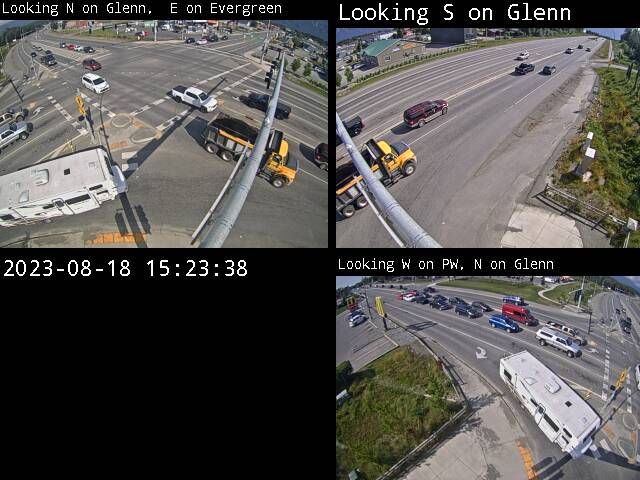 Looking N on Glenn,  E on Evergreen
Looking S on Glenn
2023-08-18 15:23:38
Looking W on PW, N on Glenn